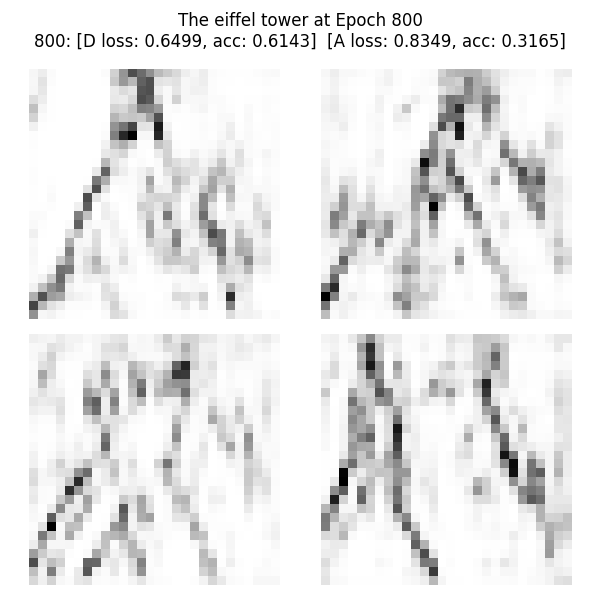 The eiffel tower at Epoch 800
800: [D loss: 0.6499, acc: 0.6143]  [A loss: 0.8349, acc: 0.3165]